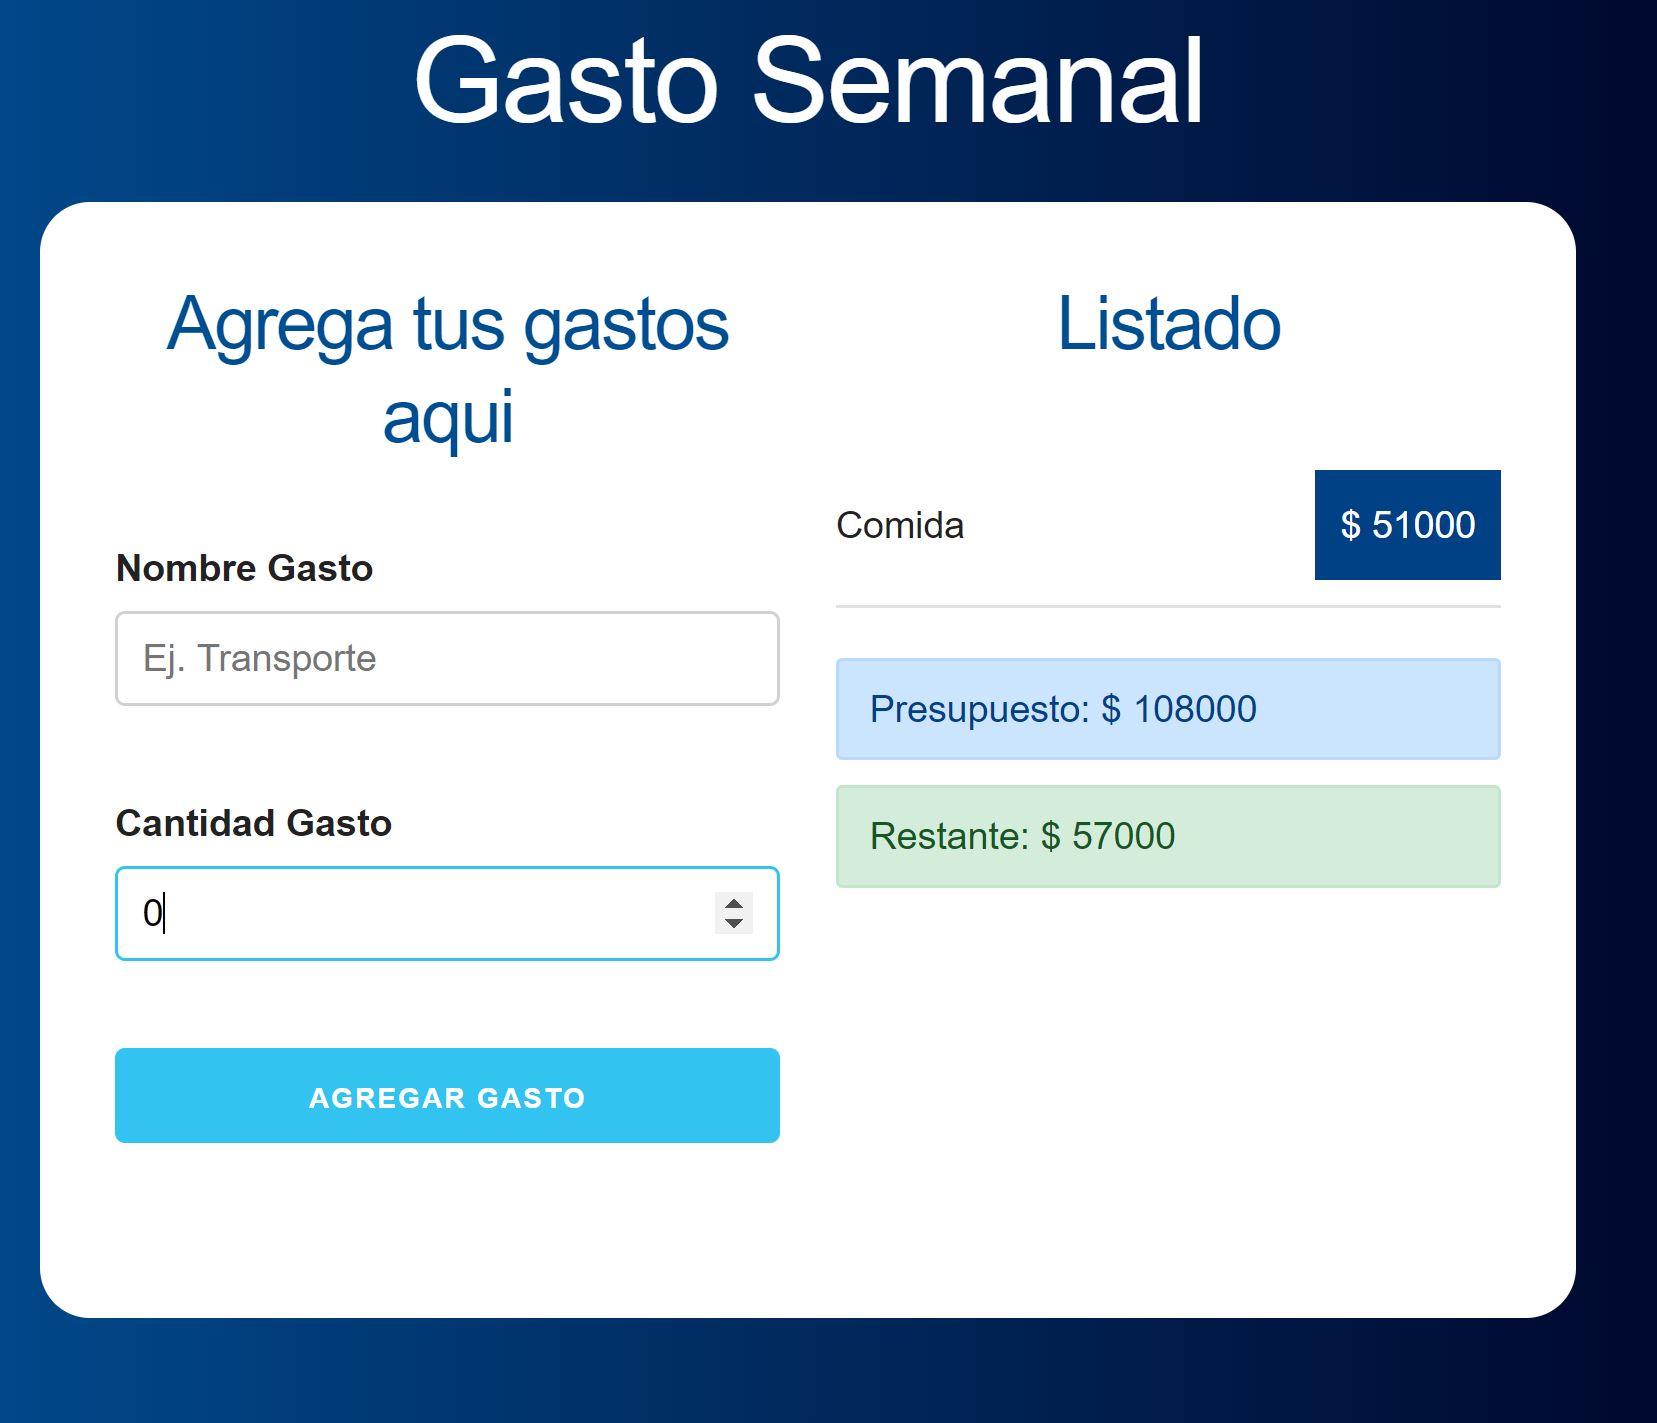 Gasto Semanal
Agrega tus gastos
aqui
Nombre Gasto
Ej. Transporte
Cantidad Gasto
0
AGREGAR GASTO
Listado
Comida
$ 51000
Presupuesto: $ 108000
Restante: $ 57000